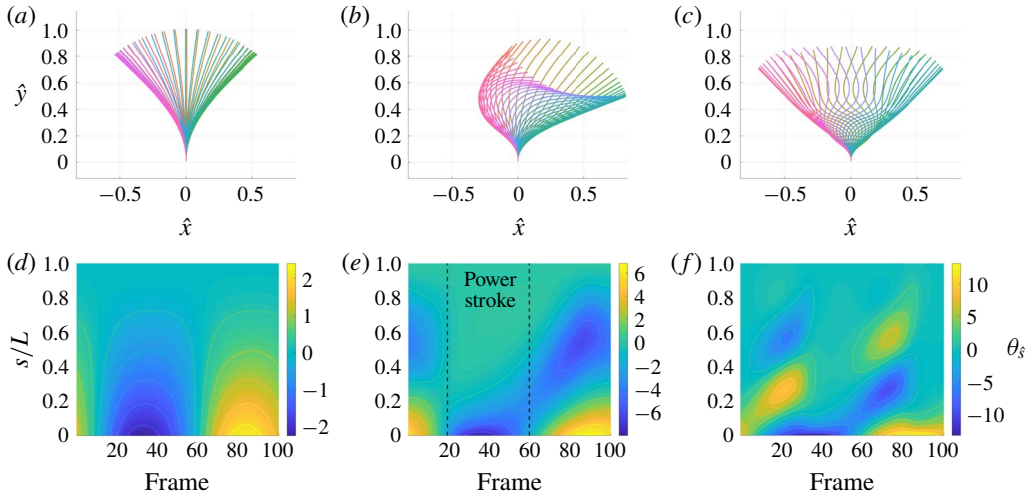 (a) (b) (c)
1.0 1.0 1.0
0.8 0.8 0.8
ŷ 0.6 0.6 0.6
0.4 0.4 0.4
0.2 0.2 0.2
0 0 0
−0.5 0 0.5 −0.5 0 0.5 −0.5 0 0.5
x̂ x̂ x̂
(d) (e) (f)
1.0 1.0 1.0
Power
stroke
0.8 0.8 0.8
0.6 0.6 0.6
s/L
0.4 0.4 0.4
0.2 0.2 0.2
0 0 0
2 6 10
1 4 5
0 2 0
−1 0 −5
−2 −2 −10
−4
−6
θŝ
20 40 60 80 100 20 40 60 80 100 20 40 60 80 100
Frame Frame Frame